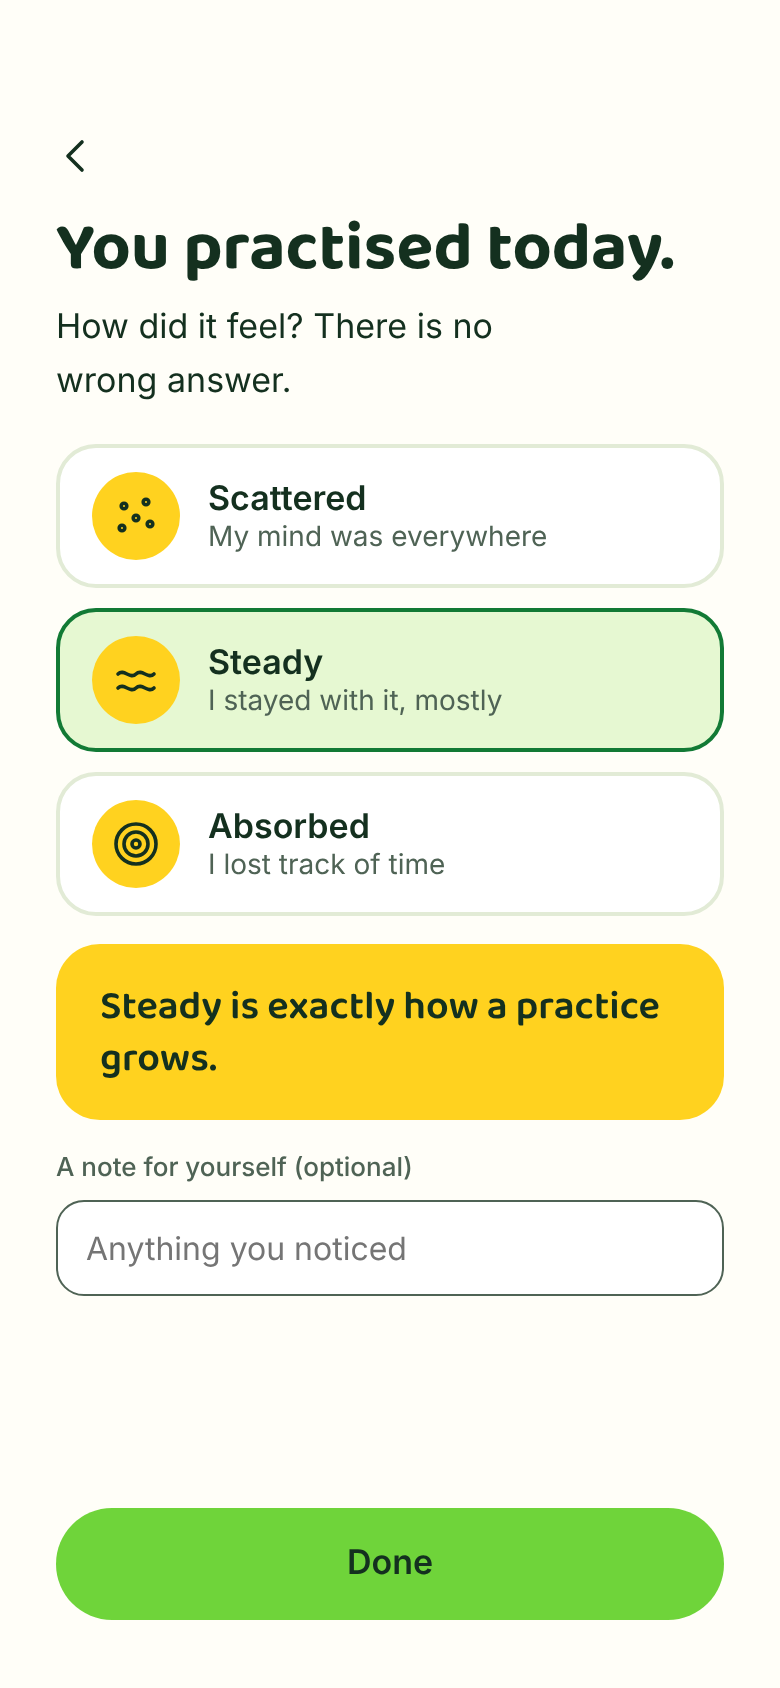 You practised today.
How did it feel? There is no
wrong answer.
Scattered
My mind was everywhere
Steady
I stayed with it, mostly
Absorbed
I lost track of time
Steady is exactly how a practice
grows.
A note for yourself (optional)
Anything you noticed
Done